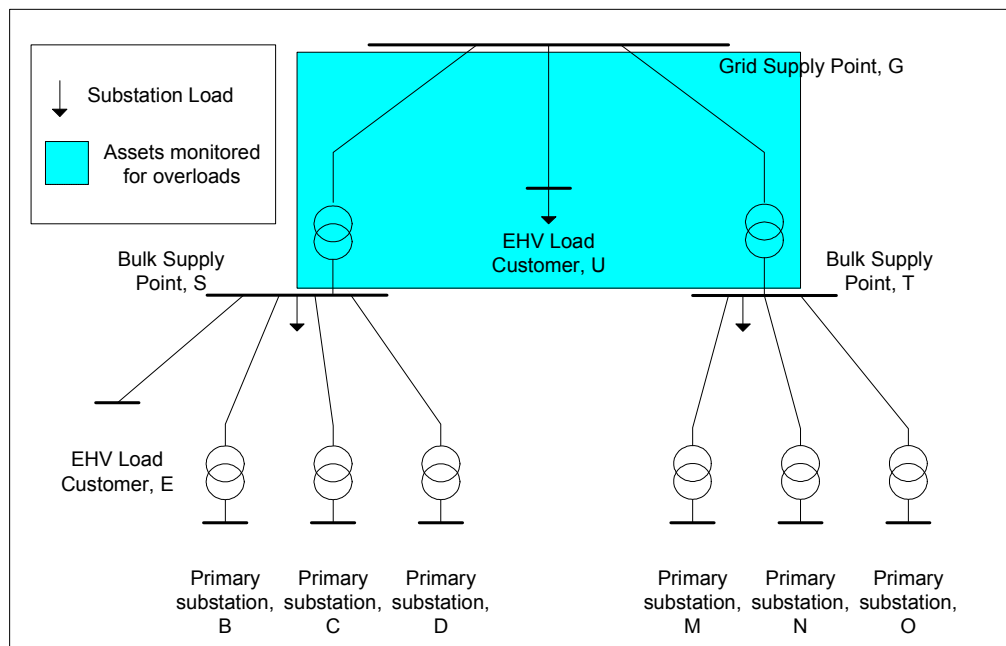 Grid Supply Point, G
Substation Load
Assets monitored
for overloads
EHV Load
Customer, U
Bulk Supply
Point, S
Bulk Supply
Point, T
EHV Load
Customer, E
Primary
substation,
B
Primary
substation,
C
Primary
substation,
D
Primary
substation,
M
Primary
substation,
N
Primary
substation,
O